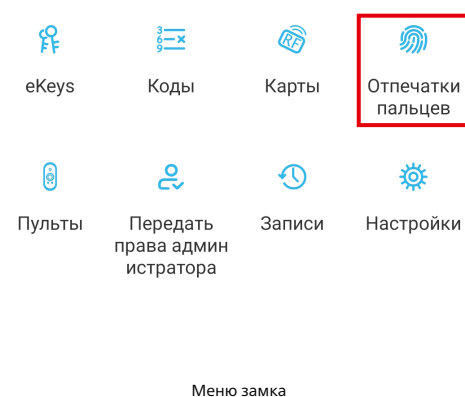 eKeys Коды Карты Отпечатки
пальцев
Пульты Передать Записи Настройки
права админ
истратора
Меню замка